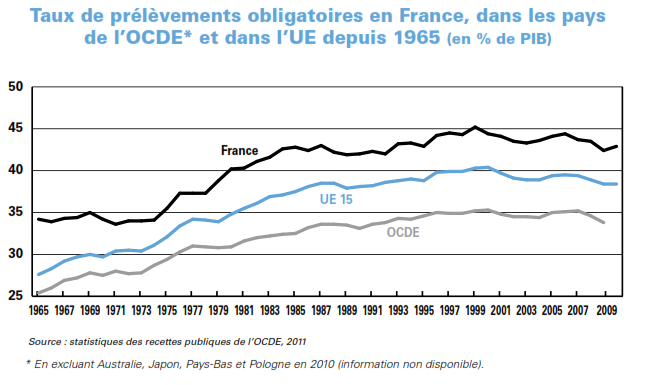 Taux de prélèvements obligatoires en France, dans les pays
de l'OCDE* et dans l'UE depuis 1965 (en % de PIB)
50
45
France
40
UE 15
35
OCDE
30
25
1965 1967 1969 1971 1973 1975 1977 1979 1981 1983 1985 1987 1989 1991 1993 1995 1997 1999 2001 2003 2005 2007 2009
Source : statistiques des recettes publiques de l'OCDE, 2011
* En excluant Australie, Japon, Pays-Bas et Pologne en 2010 (information non disponible).